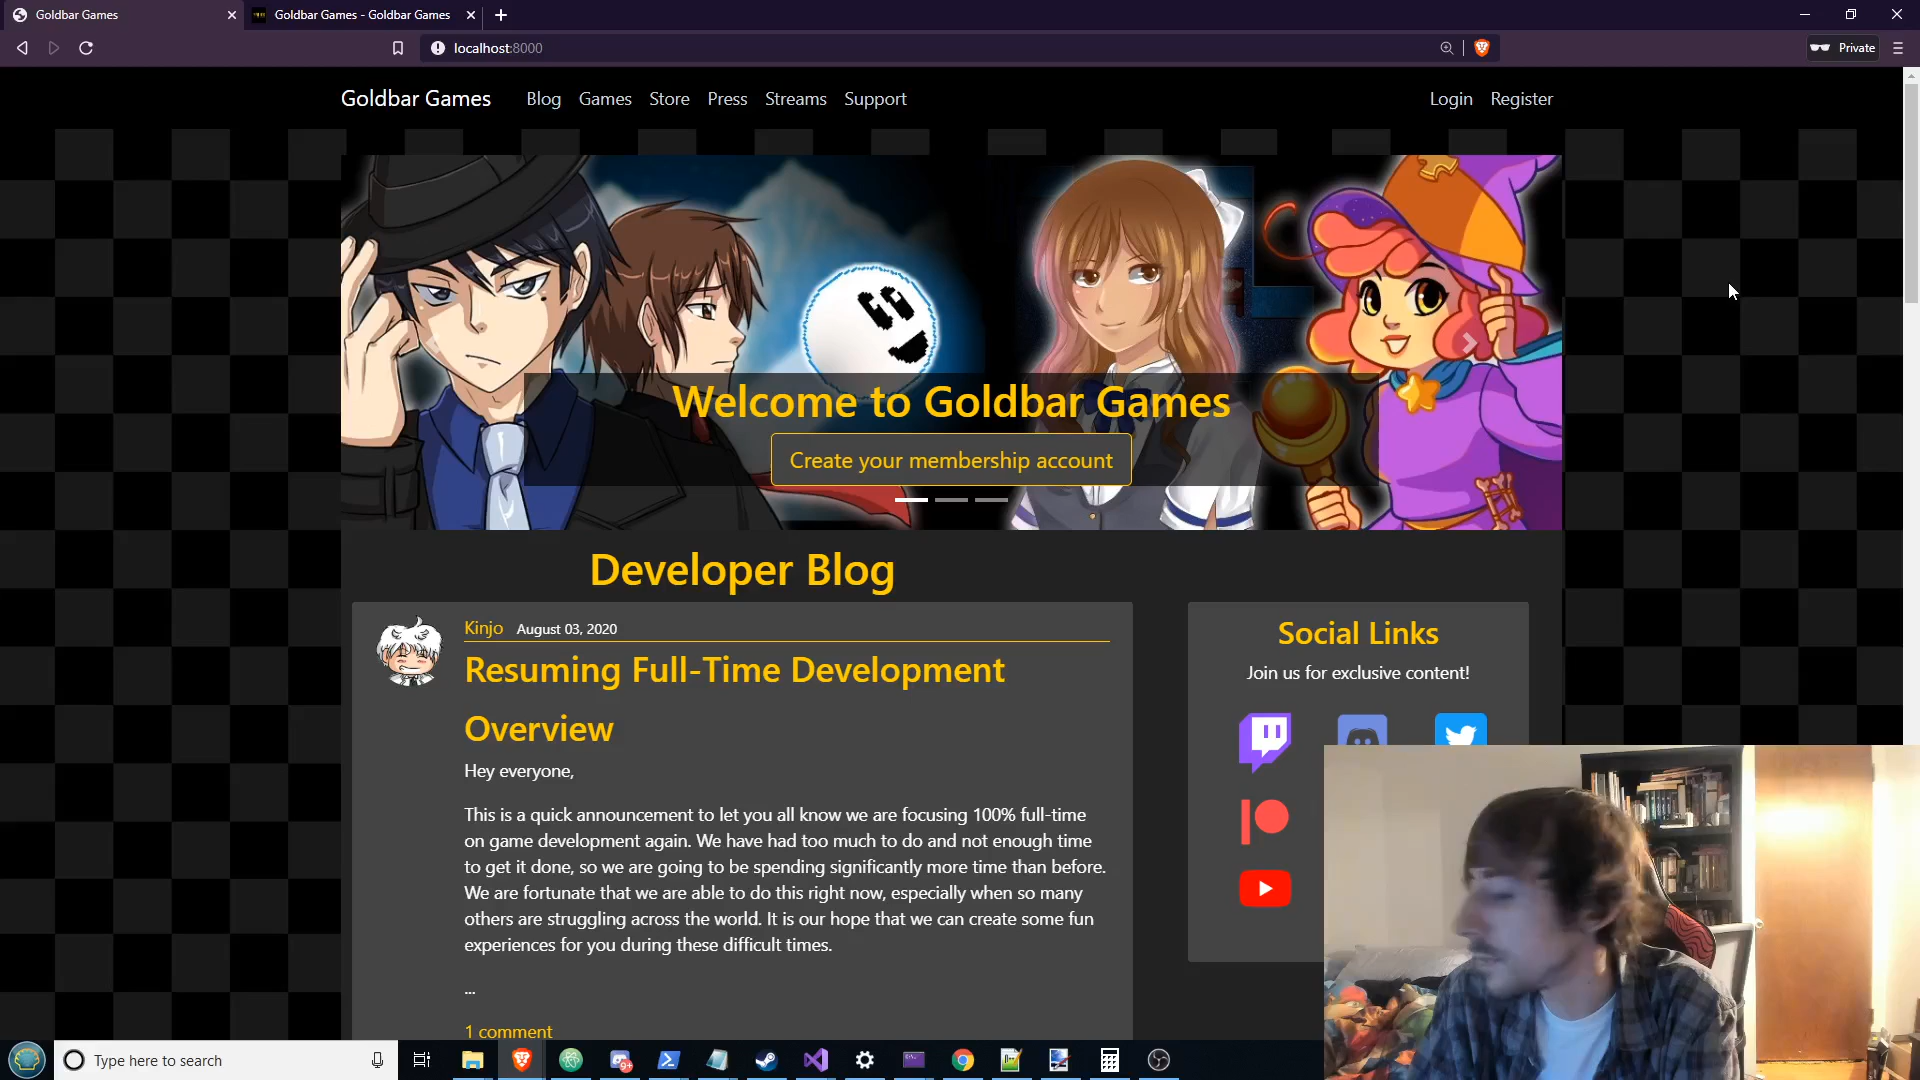 Goldbar Games
Goldbar Games - Goldbar Games
localhost:8000
Private
Goldbar Games
Blog
Games
Store
Press
Streams
Support
Login
Register
Welcome to Goldbar Games
Create your membership account
Developer Blog
Kinjo August 03, 2020
Resuming Full-Time Development
Overview
Hey everyone,
This is a quick announcement to let you all know we are focusing 100% full-time
on game development again. We have had too much to do and not enough time
to get it done, so we are going to be spending significantly more time than before.
We are fortunate that we are able to do this right now, especially when so many
others are struggling across the world. It is our hope that we can create some fun
experiences for you during these difficult times.
...
1 comment
Social Links
Join us for exclusive content!
Type here to search